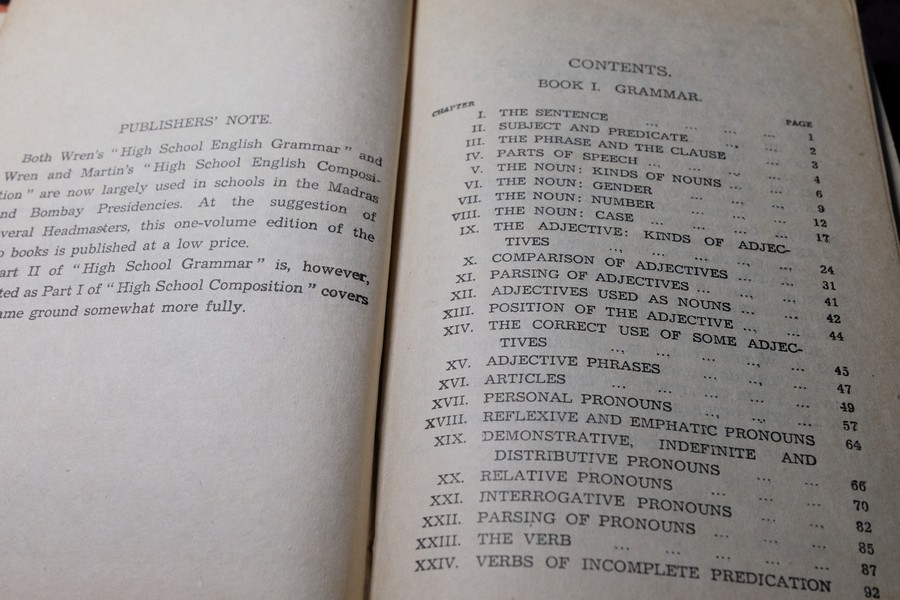 PUBLISHERS' NOTE.
Both Wren's "High School English Grammar" and
Wren and Martin's "High School English Composi-
tion" are now largely used in schools in the Madras
nd Bombay Presidencies. At the suggestion of
everal Headmasters, this one-volume edition of the
o books is published at a low price.
art II of "High School Grammar" is, however,
ted as Part I of "High School Composition" covers
ame ground somewhat more fully.
CONTENTS.
BOOK I. GRAMMAR.
CHAPTER PAGE
I. THE SENTENCE ... ... ... ... 1
II. SUBJECT AND PREDICATE ... ... 2
III. THE PHRASE AND THE CLAUSE ... 3
IV. PARTS OF SPEECH ... ... ... ... 4
V. THE NOUN: KINDS OF NOUNS ... ... 6
VI. THE NOUN: GENDER ... ... ... 9
VII. THE NOUN: NUMBER ... ... ... 12
VIII. THE NOUN: CASE ... ... ... 17
IX. THE ADJECTIVE: KINDS OF ADJEC-
TIVES ... ... ... ... 24
X. COMPARISON OF ADJECTIVES ... ... 31
XI. PARSING OF ADJECTIVES ... ... ... 41
XII. ADJECTIVES USED AS NOUNS ... ... 42
XIII. POSITION OF THE ADJECTIVE ... ... 44
XIV. THE CORRECT USE OF SOME ADJEC-
TIVES ... ... ... ... 45
XV. ADJECTIVE PHRASES ... ... ... 47
XVI. ARTICLES ... ... ... ... ... 49
XVII. PERSONAL PRONOUNS ... ... ... 57
XVIII. REFLEXIVE AND EMPHATIC PRONOUNS 64
XIX. DEMONSTRATIVE, INDEFINITE AND
DISTRIBUTIVE PRONOUNS ... ... 66
XX. RELATIVE PRONOUNS ... ... ... 70
XXI. INTERROGATIVE PRONOUNS ... ... 82
XXII. PARSING OF PRONOUNS ... ... ... 85
XXIII. THE VERB ... ... ... ... ... 87
XXIV. VERBS OF INCOMPLETE PREDICATION 92